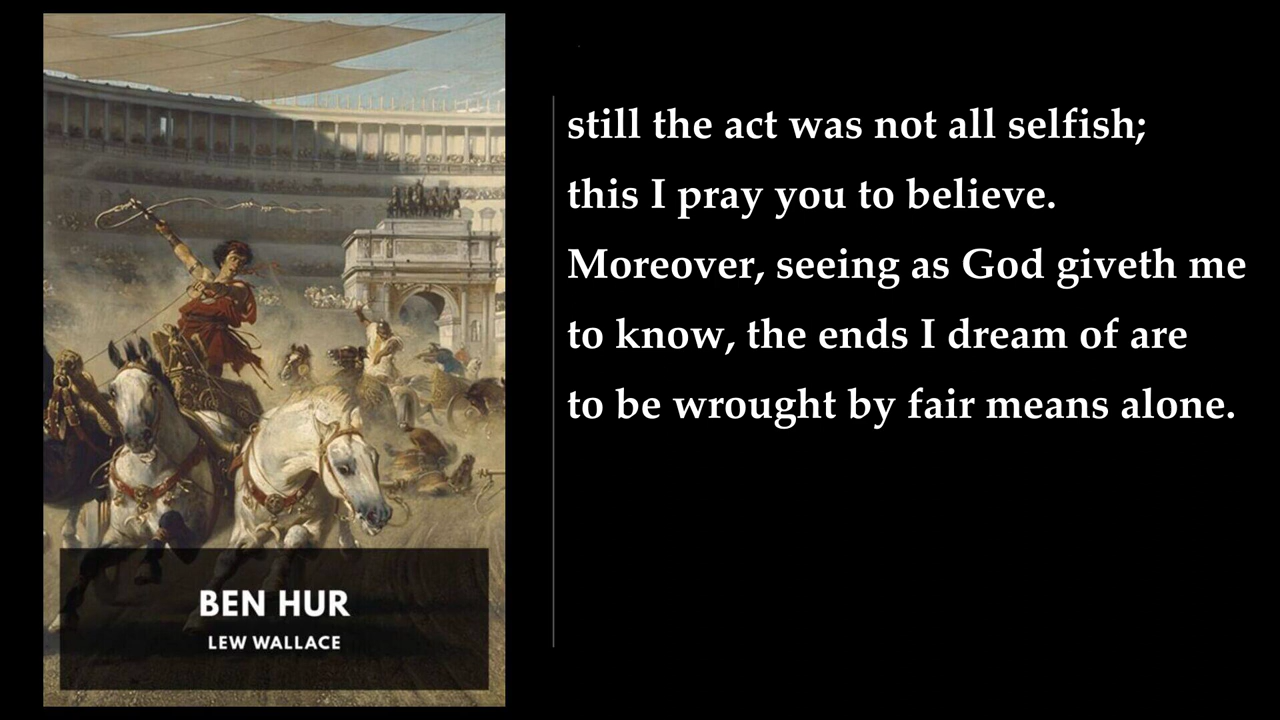 still the act was not all selfish;
this I pray you to believe.
Moreover, seeing as God giveth me
to know, the ends I dream of are
to be wrought by fair means alone.
BEN HUR
LEW WALLACE